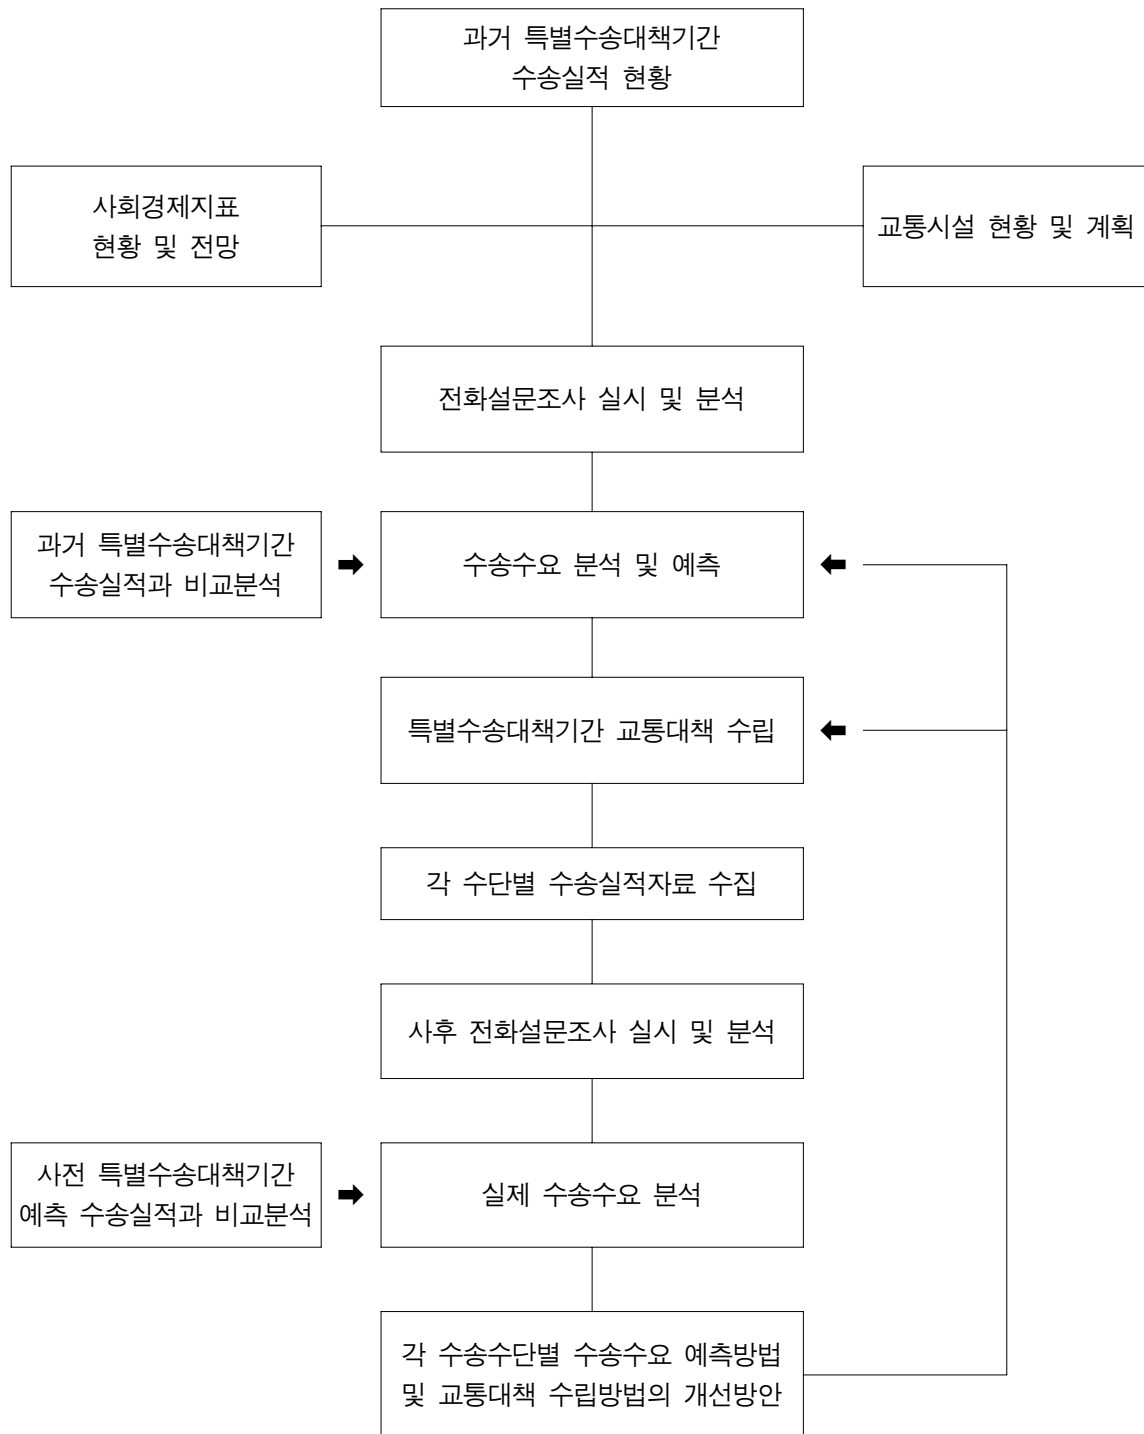 과거 특별수송대책기간
수송실적 현황
사회경제지표
현황 및 전망
교통시설 현황 및 계획
전화설문조사 실시 및 분석
과거 특별수송대책기간
수송실적과 비교분석
수송수요 분석 및 예측
특별수송대책기간 교통대책 수립
각 수단별 수송실적자료 수집
사후 전화설문조사 실시 및 분석
사전 특별수송대책기간
예측 수송실적과 비교분석
실제 수송수요 분석
각 수송수단별 수송수요 예측방법
및 교통대책 수립방법의 개선방안